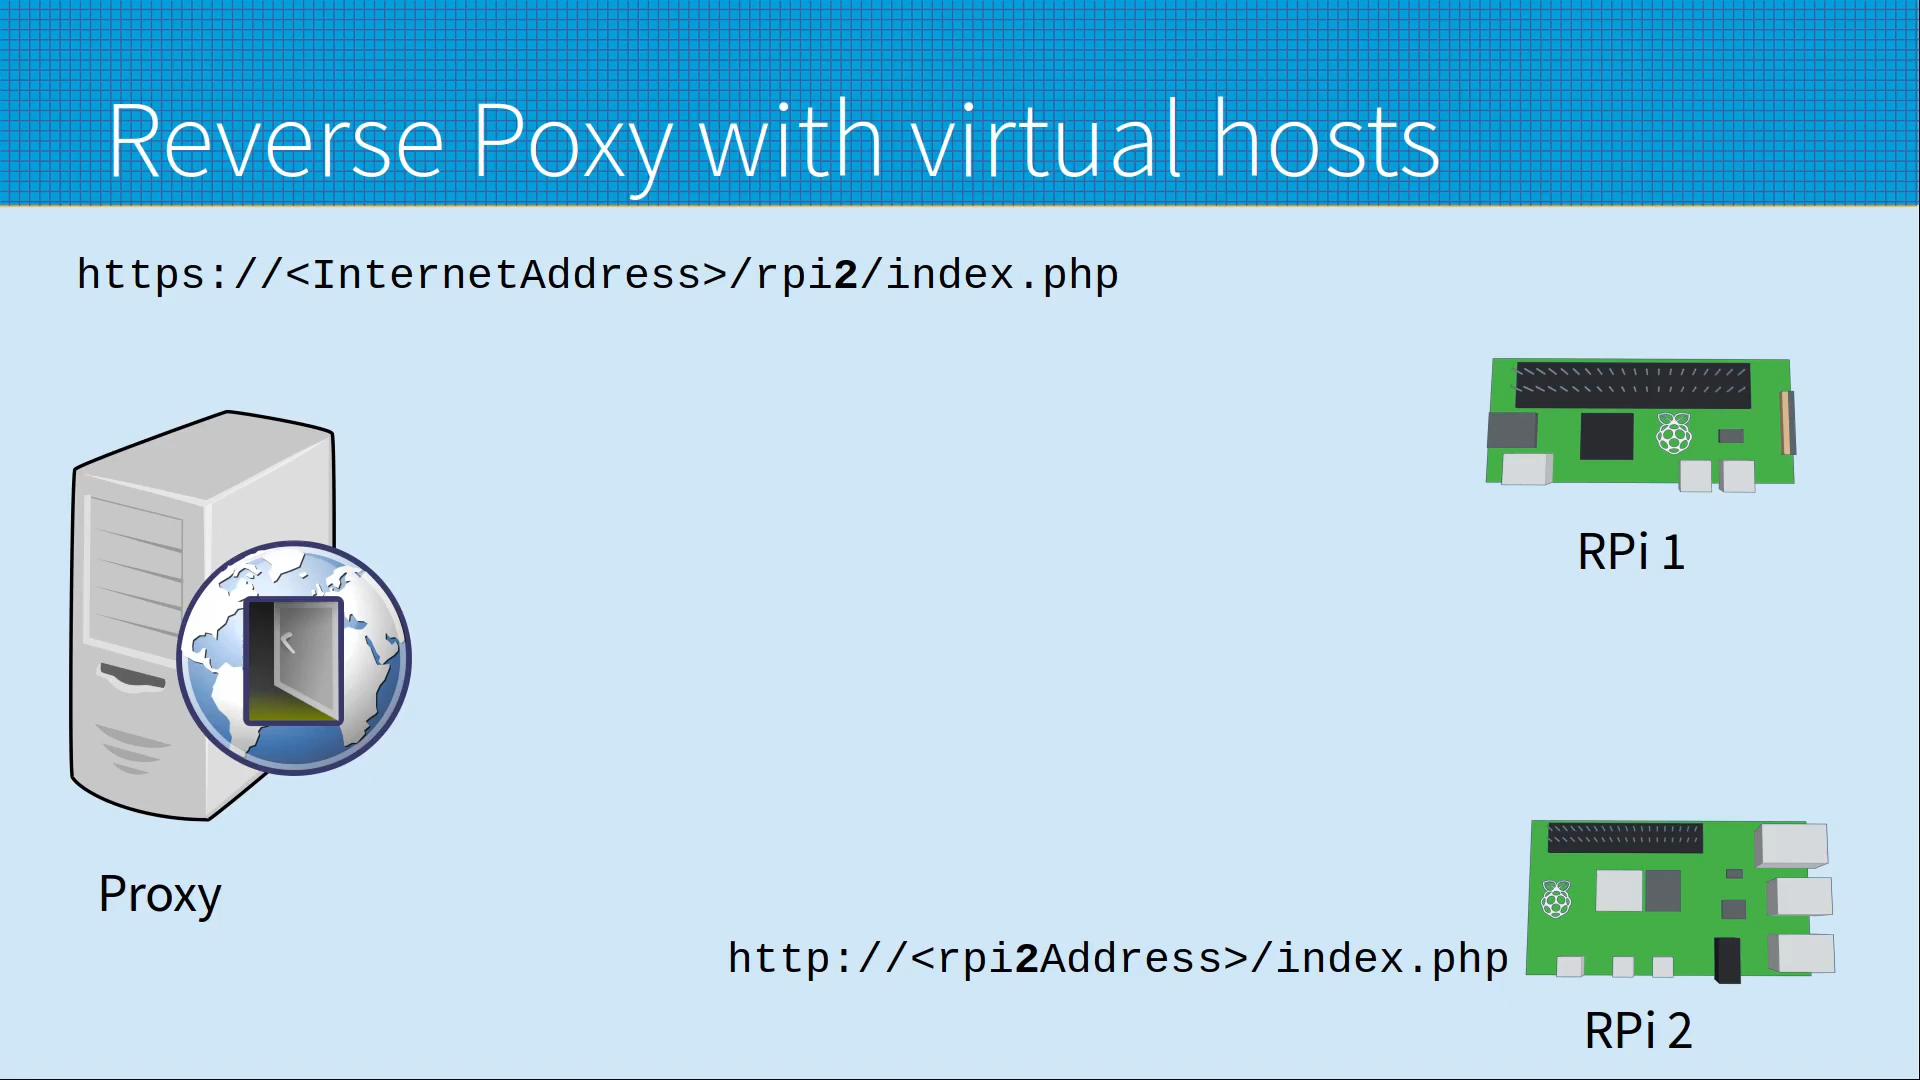 Reverse Poxy with virtual hosts
https://<InternetAddress>/rpi2/index.php
RPi 1
Proxy
http://<rpi2Address>/index.php
RPi 2